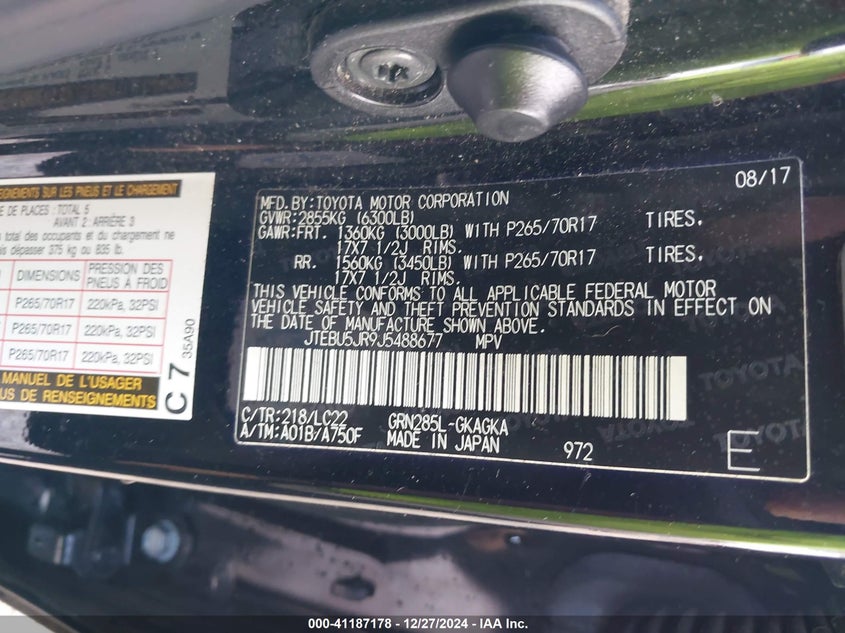 EIGNEMENTS SUR LES PNEUS ET LE CHARGEMENT
E DE PLACES: TOTAL 5
AVANT 2: ARRIÈRE 3
total des occupants et du chargement ne
ais dépasser 375 kg ou 835 lb.
DIMENSIONS PRESSION DES PNEUS À FROID
P265/70R17 220kPa, 32PSI
P265/70R17 220kPa, 32PSI
P265/70R17 220kPa, 32PSI
MANUEL DE L'USAGER
US DE RENSEIGNEMENTS
C 7 35A90
08/17
MFD. BY: TOYOTA MOTOR CORPORATION
GVWR: 2855KG (6300LB)
GAWR: FRT. 1360KG (3000LB) WITH P265/70R17 TIRES,
17X7 1/2J RIMS.
RR. 1560KG (3450LB) WITH P265/70R17 TIRES,
17X7 1/2J RIMS.
THIS VEHICLE CONFORMS TO ALL APPLICABLE FEDERAL MOTOR
VEHICLE SAFETY AND THEFT PREVENTION STANDARDS IN EFFECT ON
THE DATE OF MANUFACTURE SHOWN ABOVE.
JTEBU5JR9J5488677 MPV
C/TR: 218/LC22 GRN285L-GKAGKA
A/TM: A01B/A750F MADE IN JAPAN 972
E
000-41187178 - 12/27/2024 - IAA Inc.